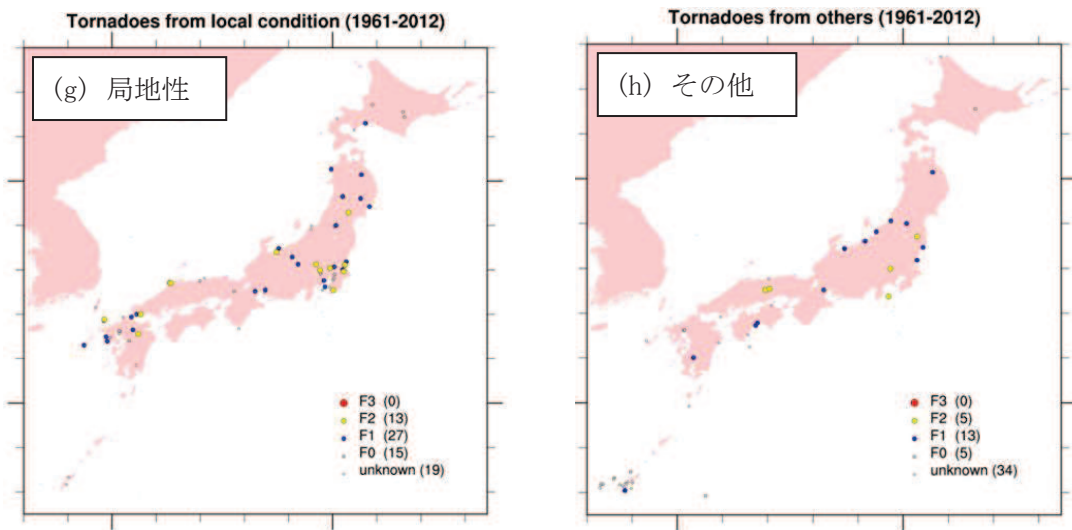 Tornadoes from local condition (1961-2012)
(g) 局地性
F3 (0)
F2 (13)
F1 (27)
F0 (15)
unknown (19)
Tornadoes from others (1961-2012)
(h) その他
F3 (0)
F2 (5)
F1 (13)
F0 (5)
unknown (34)